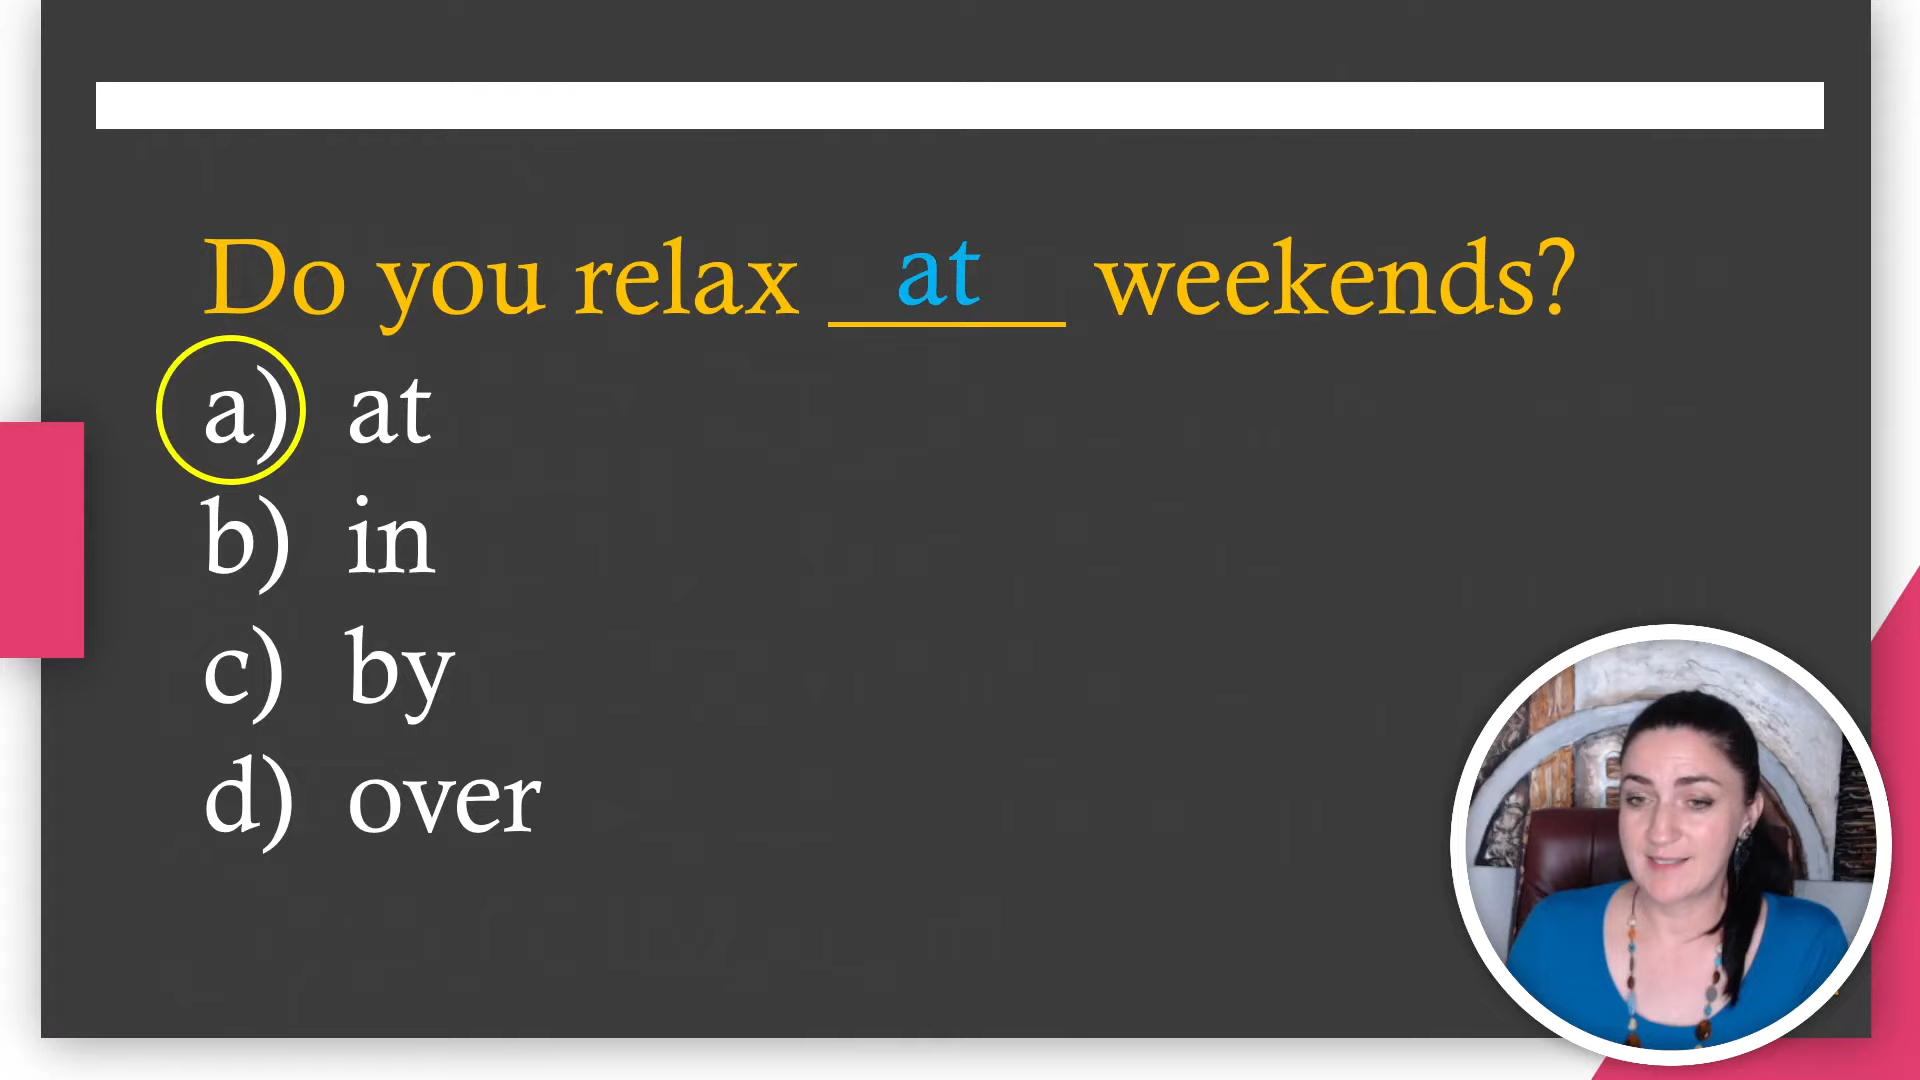 Do you relax at weekends?
a) at
b) in
c) by
d) over